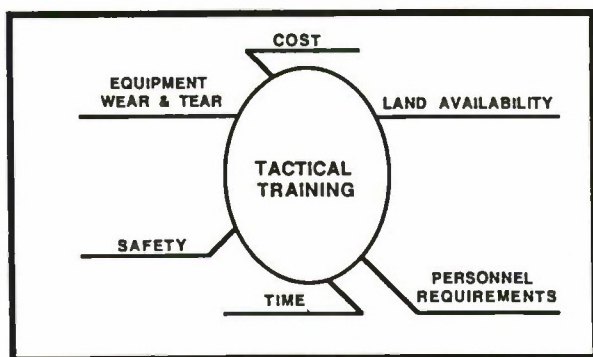 COST
EQUIPMENT
WEAR & TEAR
LAND AVAILABILITY
TACTICAL
TRAINING
SAFETY
PERSONNEL
REQUIREMENTS
TIME